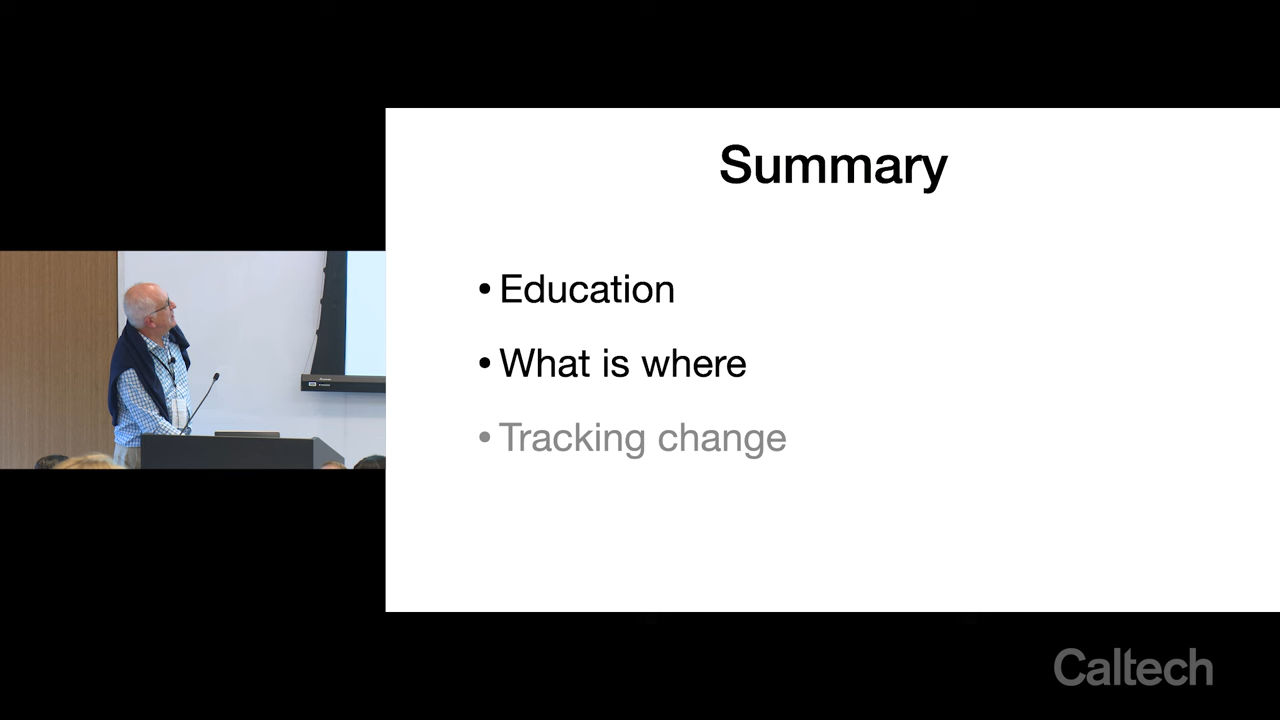 Summary
• Education
• What is where
• Tracking change
Caltech